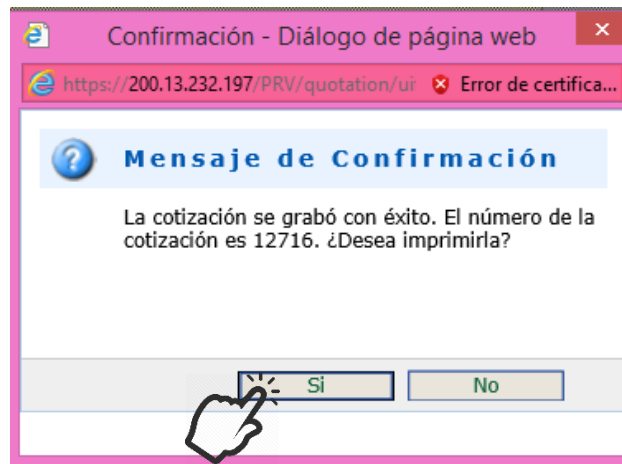 Confirmación - Diálogo de página web
https://200.13.232.197/PRV/quotation/ui Error de certifica...
Mensaje de Confirmación
La cotización se grabó con éxito. El número de la
cotización es 12716. ¿Desea imprimirla?
Si No